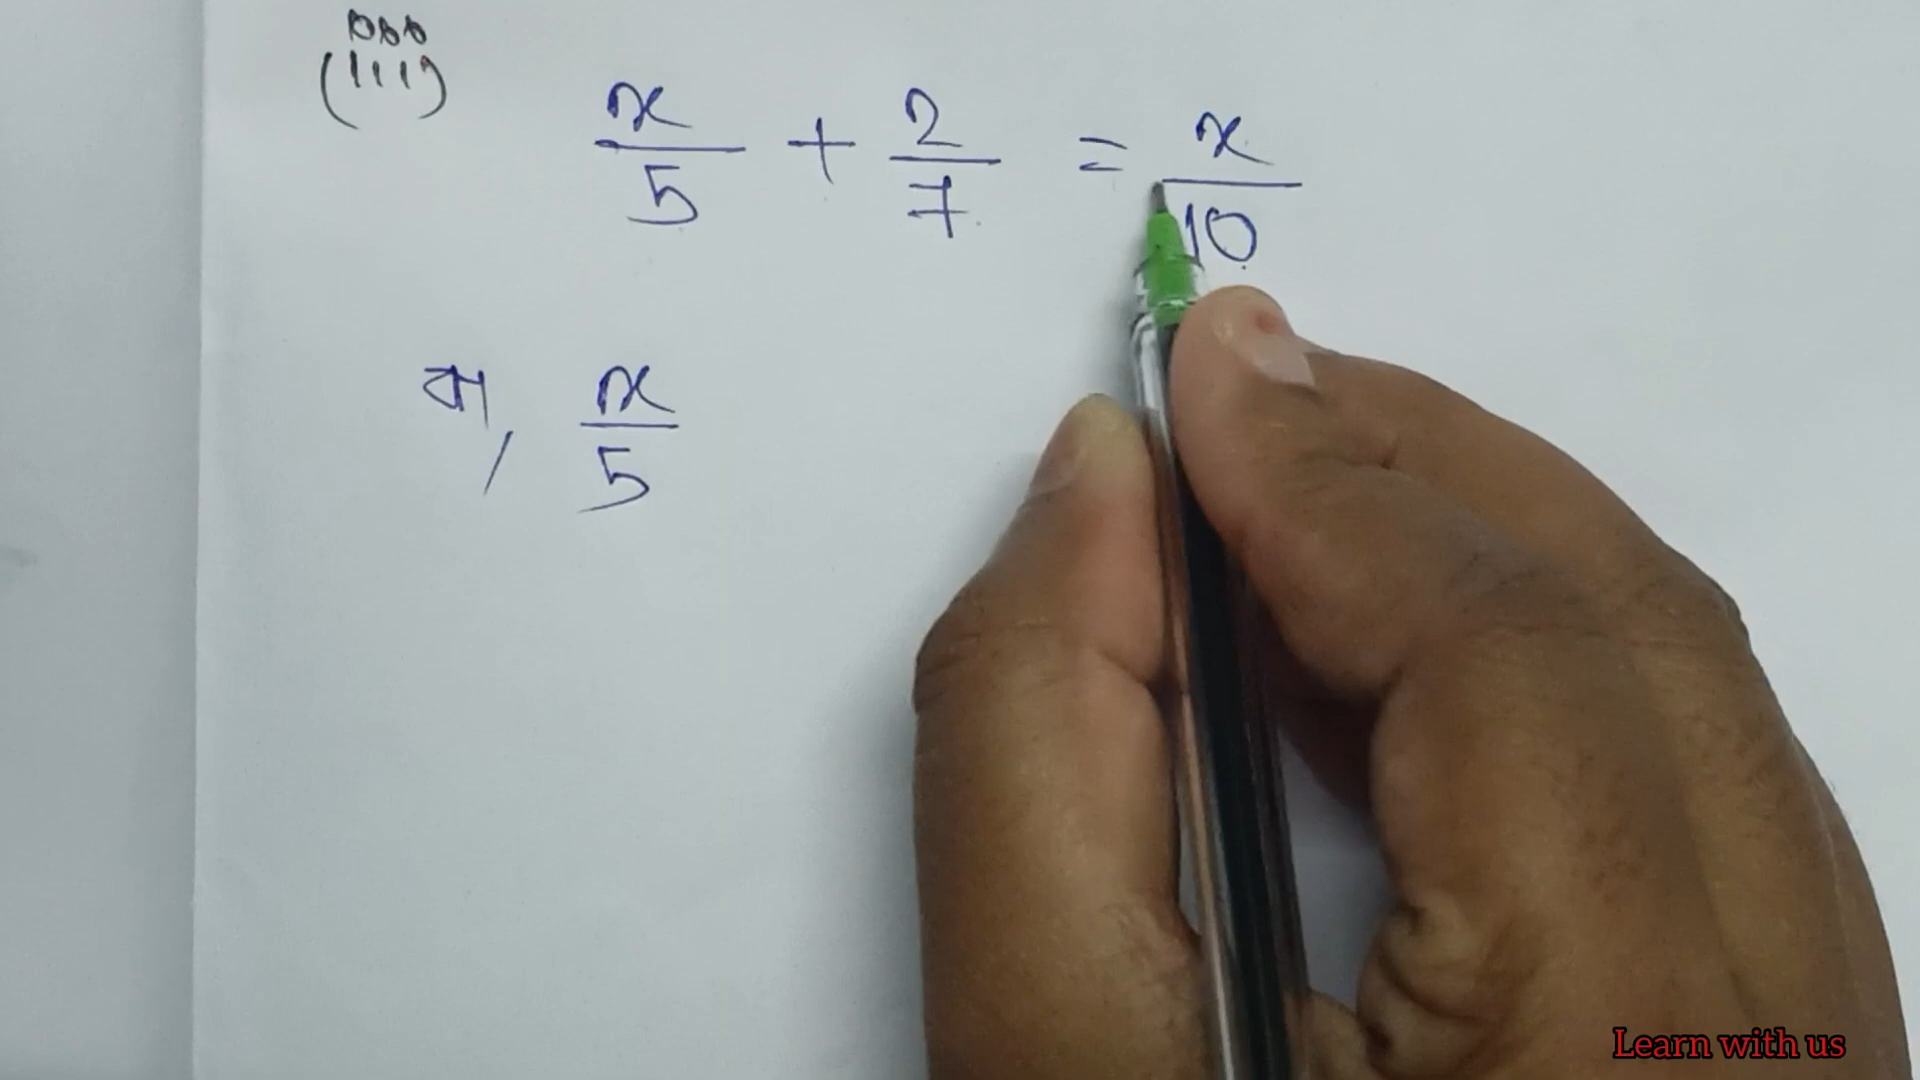 (iii)
x/5 + 2/7 = x/10
বা, x/5
Learn with us